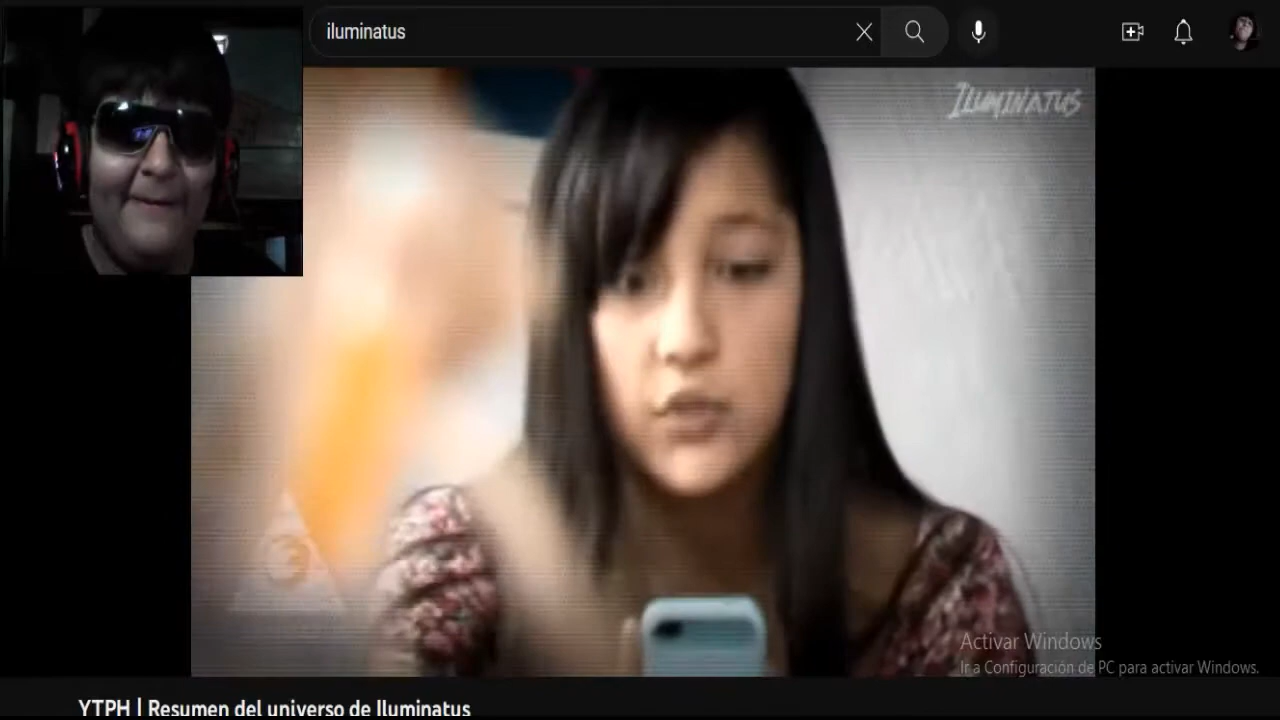 iluminatus
ILUMINATUS
Activar Windows
Ir a Configuración de PC para activar Windows.
YTPH | Resumen del universo de Iluminatus